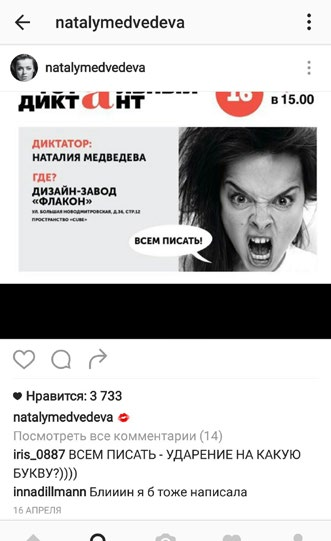 natalymedvedeva
natalymedvedeva
диктант
16
в 15.00
ДИКТАТОР:
НАТАЛИЯ МЕДВЕДЕВА
ГДЕ?
ДИЗАЙН-ЗАВОД
«ФЛАКОН»
УЛ. БОЛЬШАЯ НОВОДМИТРОВСКАЯ, Д.36, СТР.12
ПРОСТРАНСТВО «CUBE»
ВСЕМ ПИСАТЬ!
Нравится: 3 733
natalymedvedeva 💋
Посмотреть все комментарии (14)
iris_0887 ВСЕМ ПИСАТЬ - УДАРЕНИЕ НА КАКУЮ
БУКВУ?))))
innadillmann Блииин я б тоже написала
16 АПРЕЛЯ